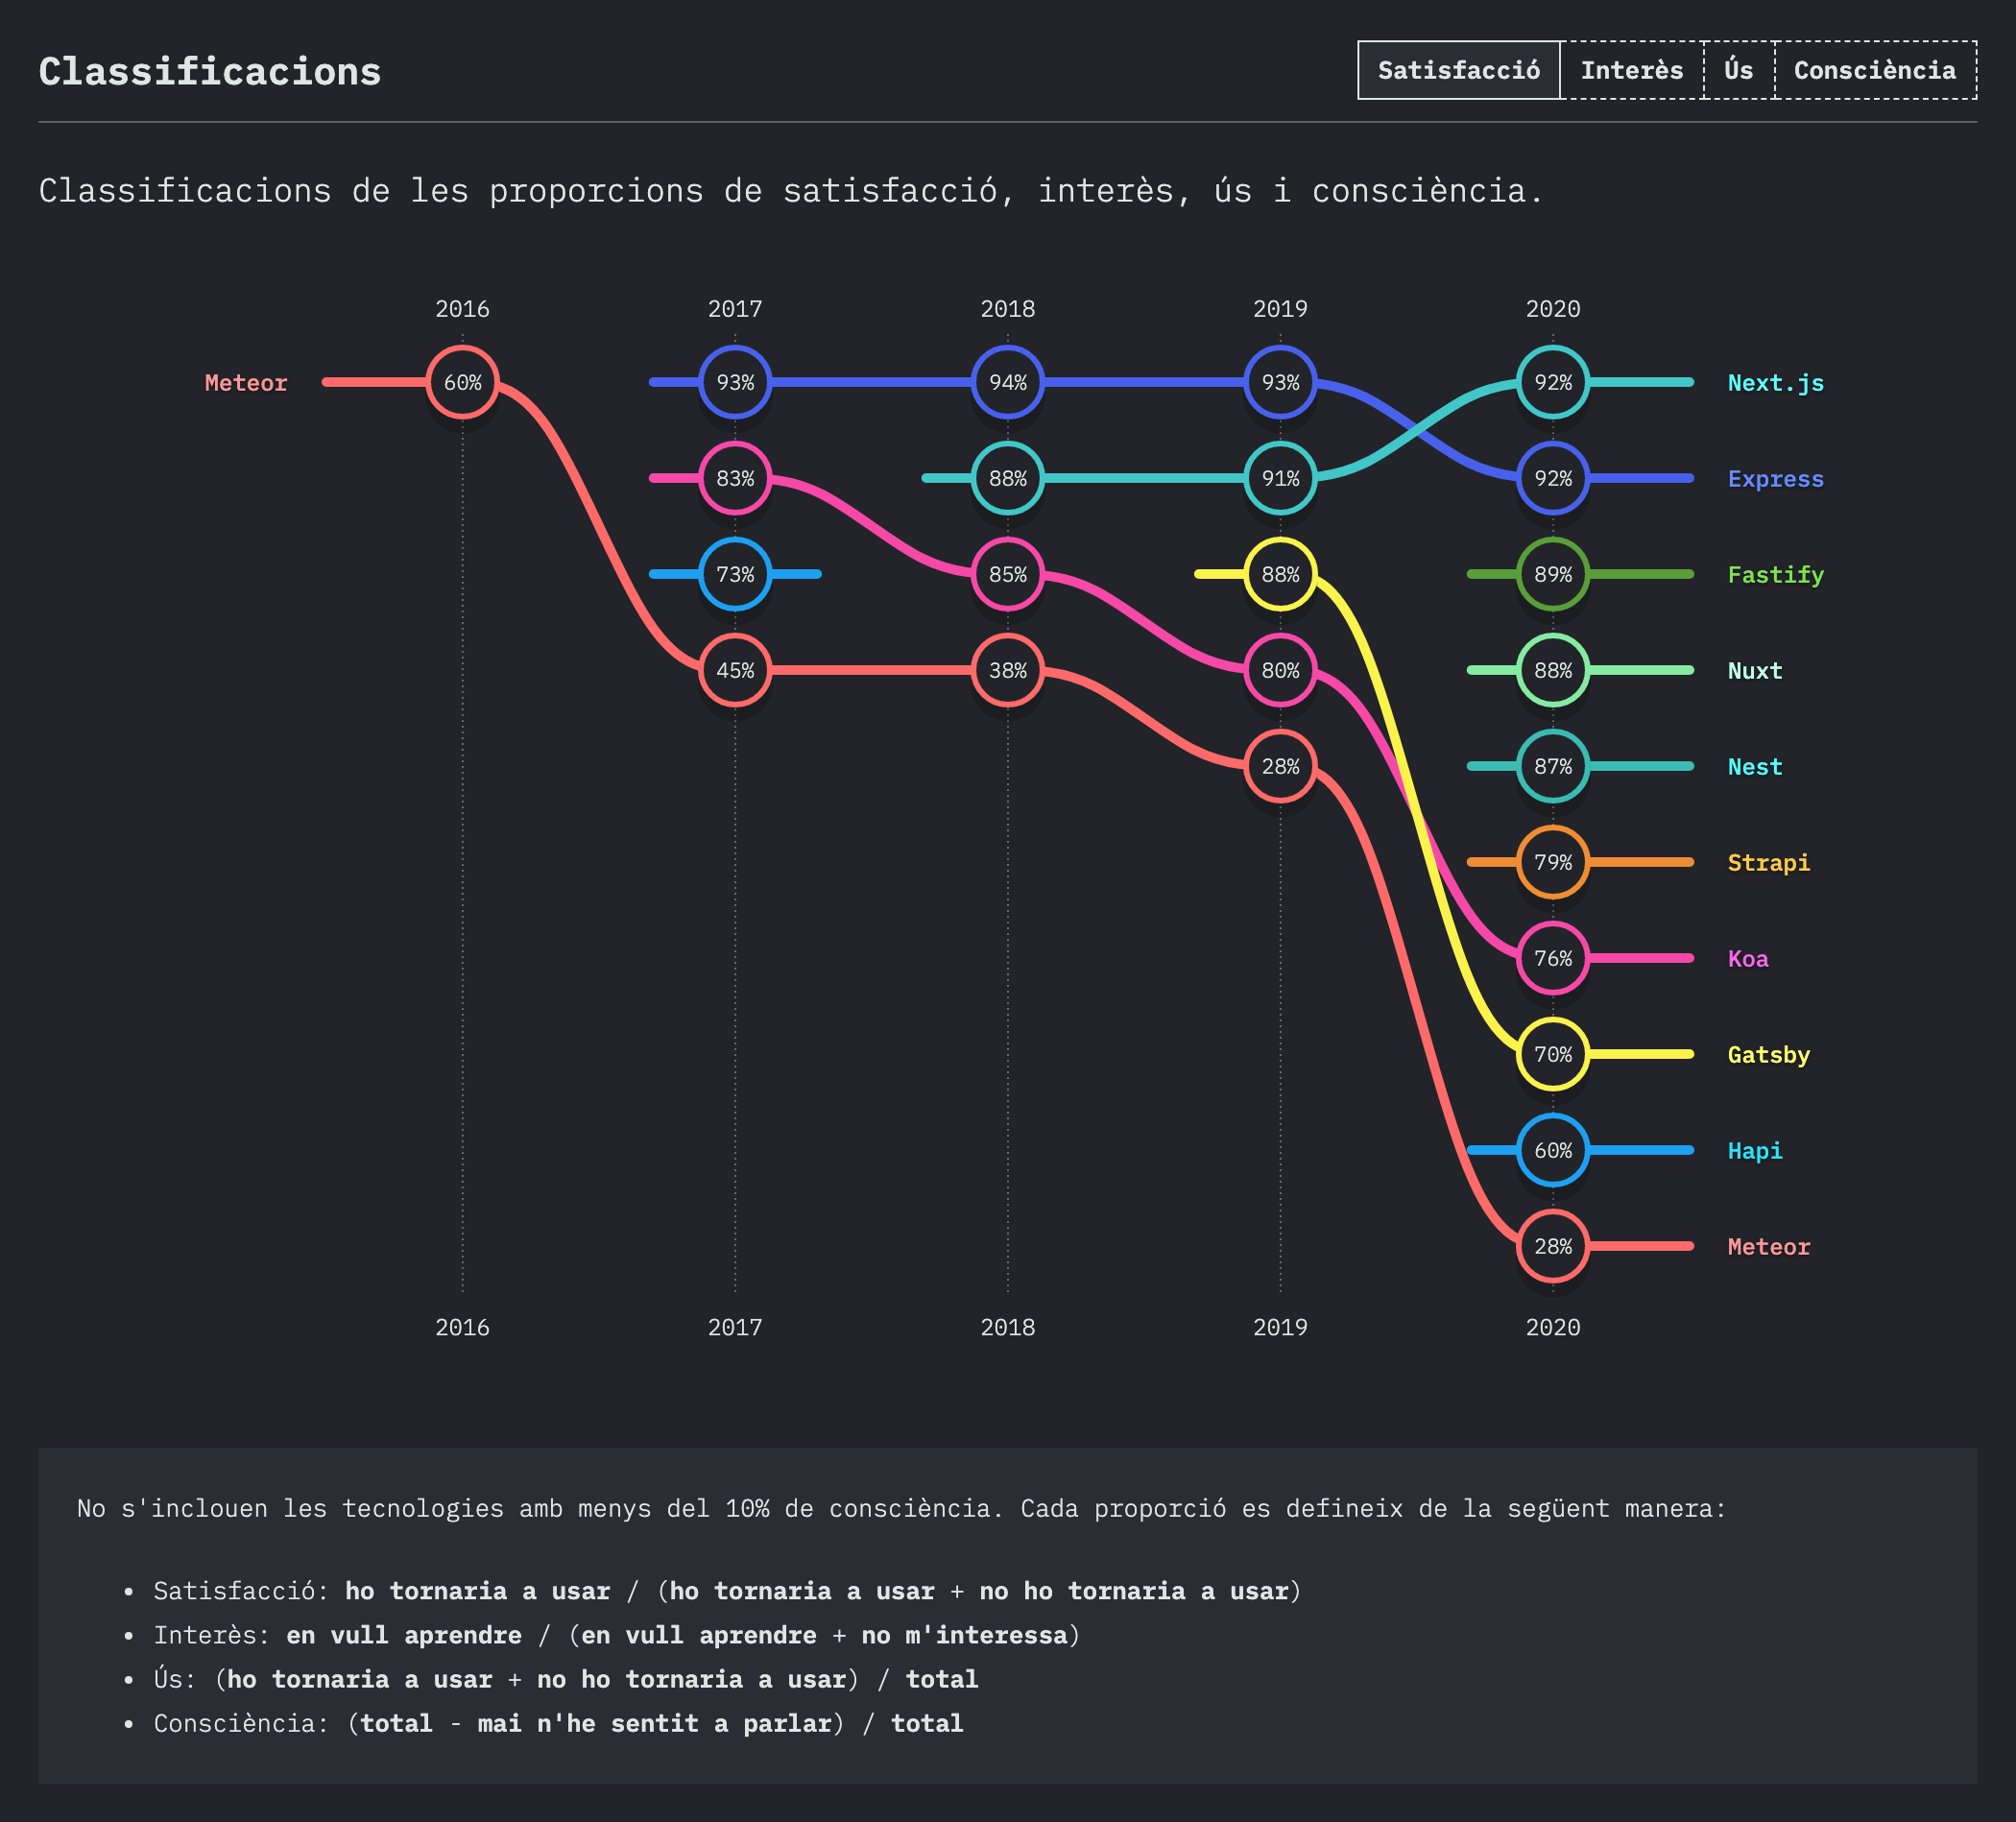 Classificacions
Satisfacció Interès Ús Consciència
Classificacions de les proporcions de satisfacció, interès, ús i consciència.
2016 2017 2018 2019 2020
Meteor 60% 93% 94% 93% 92% Next.js
83% 88% 91% 92% Express
73% 85% 88% 89% Fastify
45% 38% 80% 88% Nuxt
28% 87% Nest
79% Strapi
76% Koa
70% Gatsby
60% Hapi
28% Meteor
2016 2017 2018 2019 2020
No s'inclouen les tecnologies amb menys del 10% de consciència. Cada proporció es defineix de la següent manera:
• Satisfacció: ho tornaria a usar / (ho tornaria a usar + no ho tornaria a usar)
• Interès: en vull aprendre / (en vull aprendre + no m'interessa)
• Ús: (ho tornaria a usar + no ho tornaria a usar) / total
• Consciència: (total - mai n'he sentit a parlar) / total